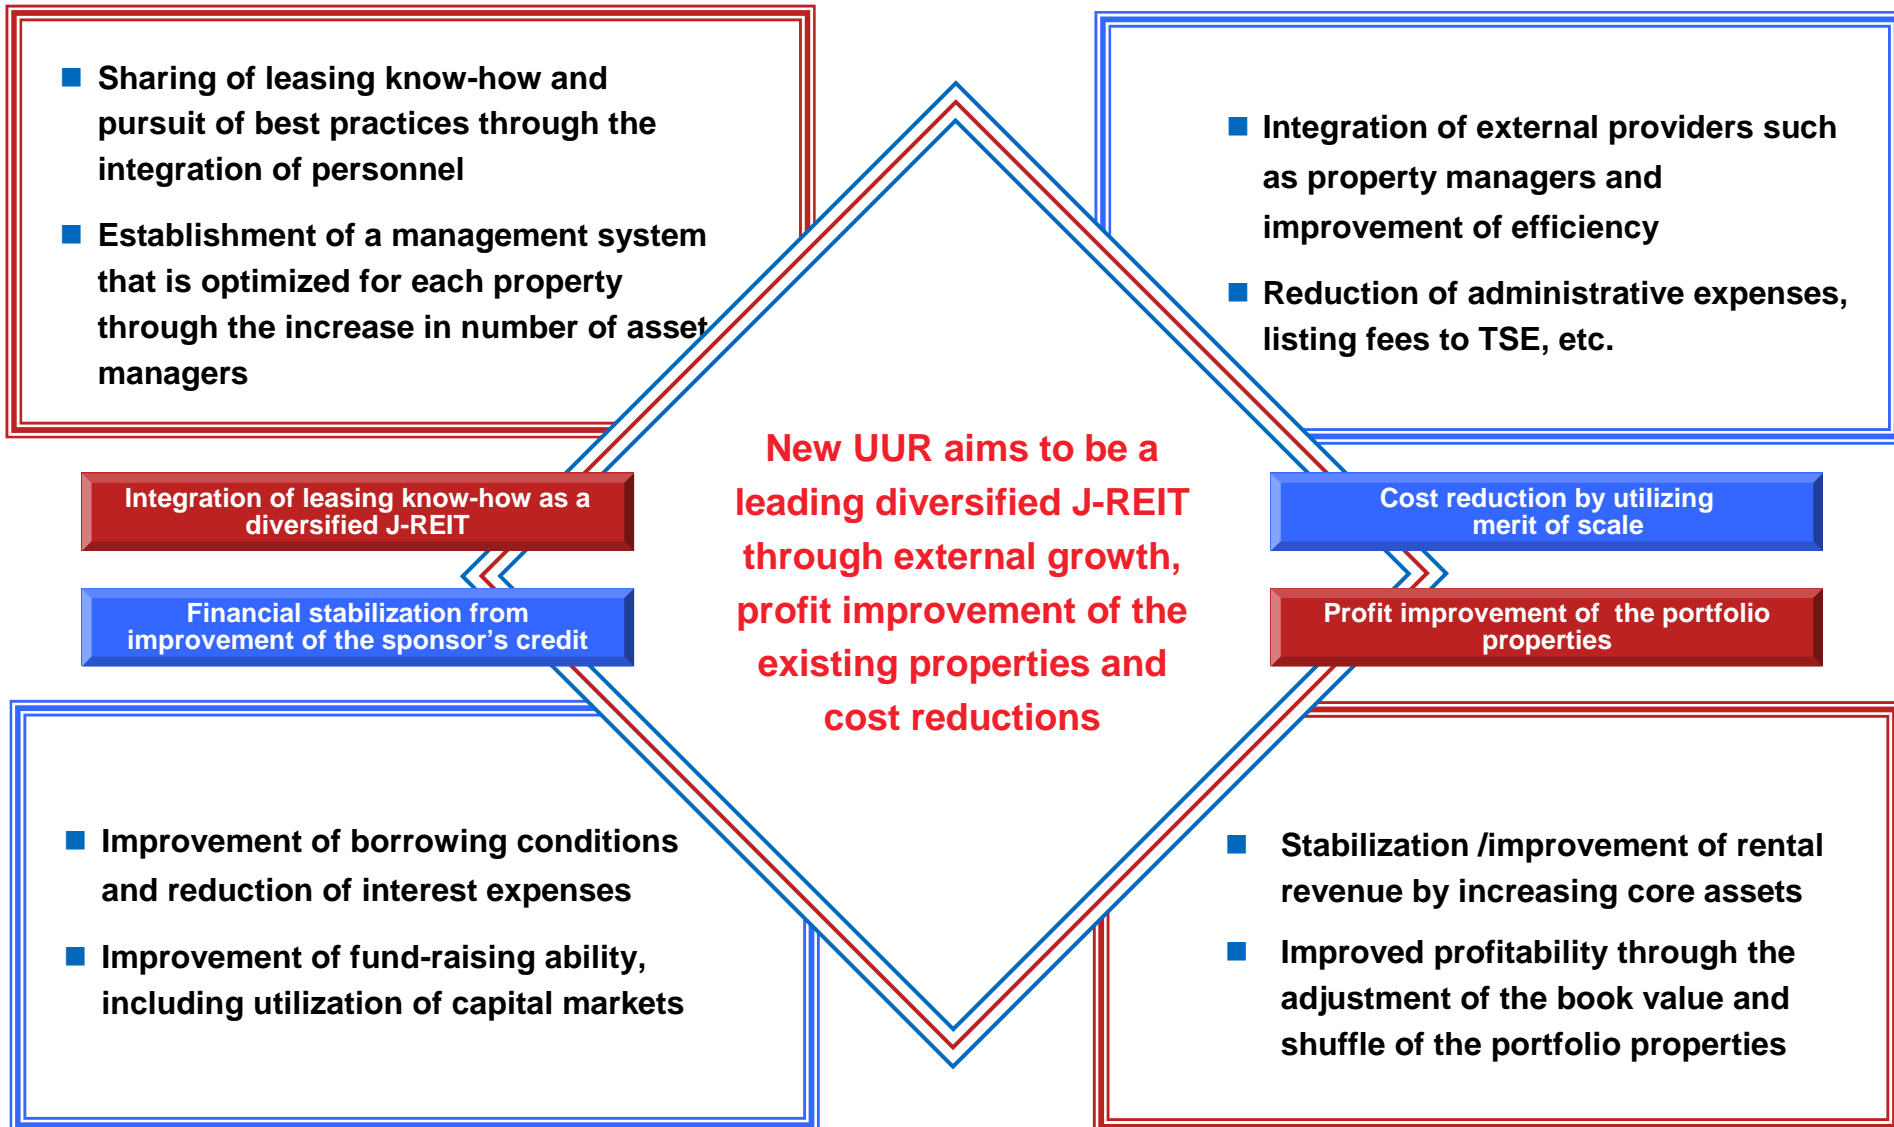 Sharing of leasing know-how and
pursuit of best practices through the
integration of personnel
Establishment of a management system
that is optimized for each property
through the increase in number of asset
managers
Integration of external providers such
as property managers and
improvement of efficiency
Reduction of administrative expenses,
listing fees to TSE, etc.
Integration of leasing know-how as a
diversified J-REIT
Financial stabilization from
improvement of the sponsor’s credit
New UUR aims to be a
leading diversified J-REIT
through external growth,
profit improvement of the
existing properties and
cost reductions
Cost reduction by utilizing
merit of scale
Profit improvement of the portfolio
properties
Improvement of borrowing conditions
and reduction of interest expenses
Improvement of fund-raising ability,
including utilization of capital markets
Stabilization /improvement of rental
revenue by increasing core assets
Improved profitability through the
adjustment of the book value and
shuffle of the portfolio properties